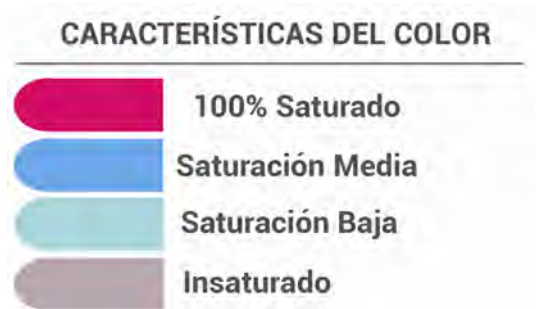 CARACTERÍSTICAS DEL COLOR
100% Saturado
Saturación Media
Saturación Baja
Insaturado